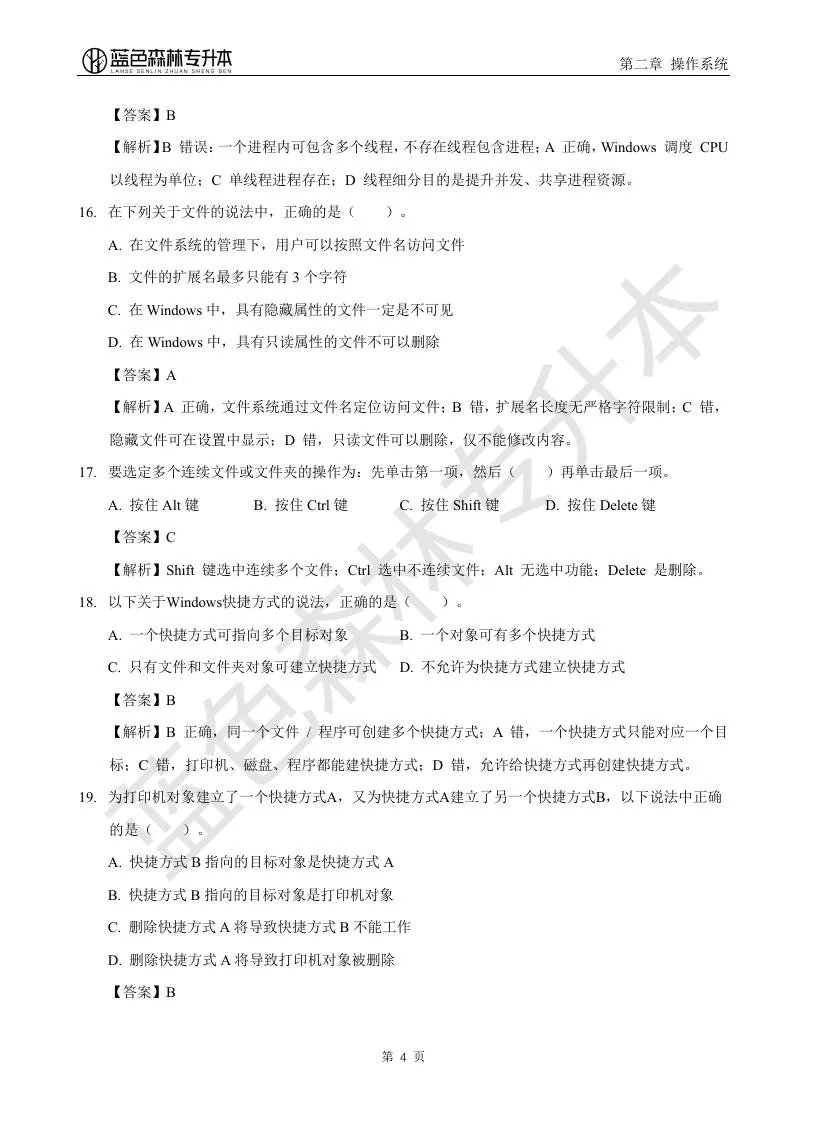 蓝色森林专升本
LANSE SENLIN ZHUAN SHENG BEN
第二章 操作系统
【答案】B
【解析】B 错误：一个进程内可包含多个线程，不存在线程包含进程；A 正确，Windows 调度 CPU
以线程为单位；C 单线程进程存在；D 线程细分目的是提升并发、共享进程资源。
16. 在下列关于文件的说法中，正确的是（  ）。
A. 在文件系统的管理下，用户可以按照文件名访问文件
B. 文件的扩展名最多只能有 3 个字符
C. 在 Windows 中，具有隐藏属性的文件一定是不可见
D. 在 Windows 中，具有只读属性的文件不可以删除
【答案】A
【解析】A 正确，文件系统通过文件名定位访问文件；B 错，扩展名长度无严格字符限制；C 错，
隐藏文件可在设置中显示；D 错，只读文件可以删除，仅不能修改内容。
17. 要选定多个连续文件或文件夹的操作为：先单击第一项，然后（  ）再单击最后一项。
A. 按住 Alt 键 B. 按住 Ctrl 键 C. 按住 Shift 键 D. 按住 Delete 键
【答案】C
【解析】Shift 键选中连续多个文件；Ctrl 选中不连续文件；Alt 无选中功能；Delete 是删除。
18. 以下关于Windows快捷方式的说法，正确的是（  ）。
A. 一个快捷方式可指向多个目标对象 B. 一个对象可有多个快捷方式
C. 只有文件和文件夹对象可建立快捷方式 D. 不允许为快捷方式建立快捷方式
【答案】B
【解析】B 正确，同一个文件 / 程序可创建多个快捷方式；A 错，一个快捷方式只能对应一个目
标；C 错，打印机、磁盘、程序都能建快捷方式；D 错，允许给快捷方式再创建快捷方式。
19. 为打印机对象建立了一个快捷方式A，又为快捷方式A建立了另一个快捷方式B，以下说法中正确
的是（  ）。
A. 快捷方式 B 指向的目标对象是快捷方式 A
B. 快捷方式 B 指向的目标对象是打印机对象
C. 删除快捷方式 A 将导致快捷方式 B 不能工作
D. 删除快捷方式 A 将导致打印机对象被删除
【答案】B
第 4 页
蓝色森林专升本